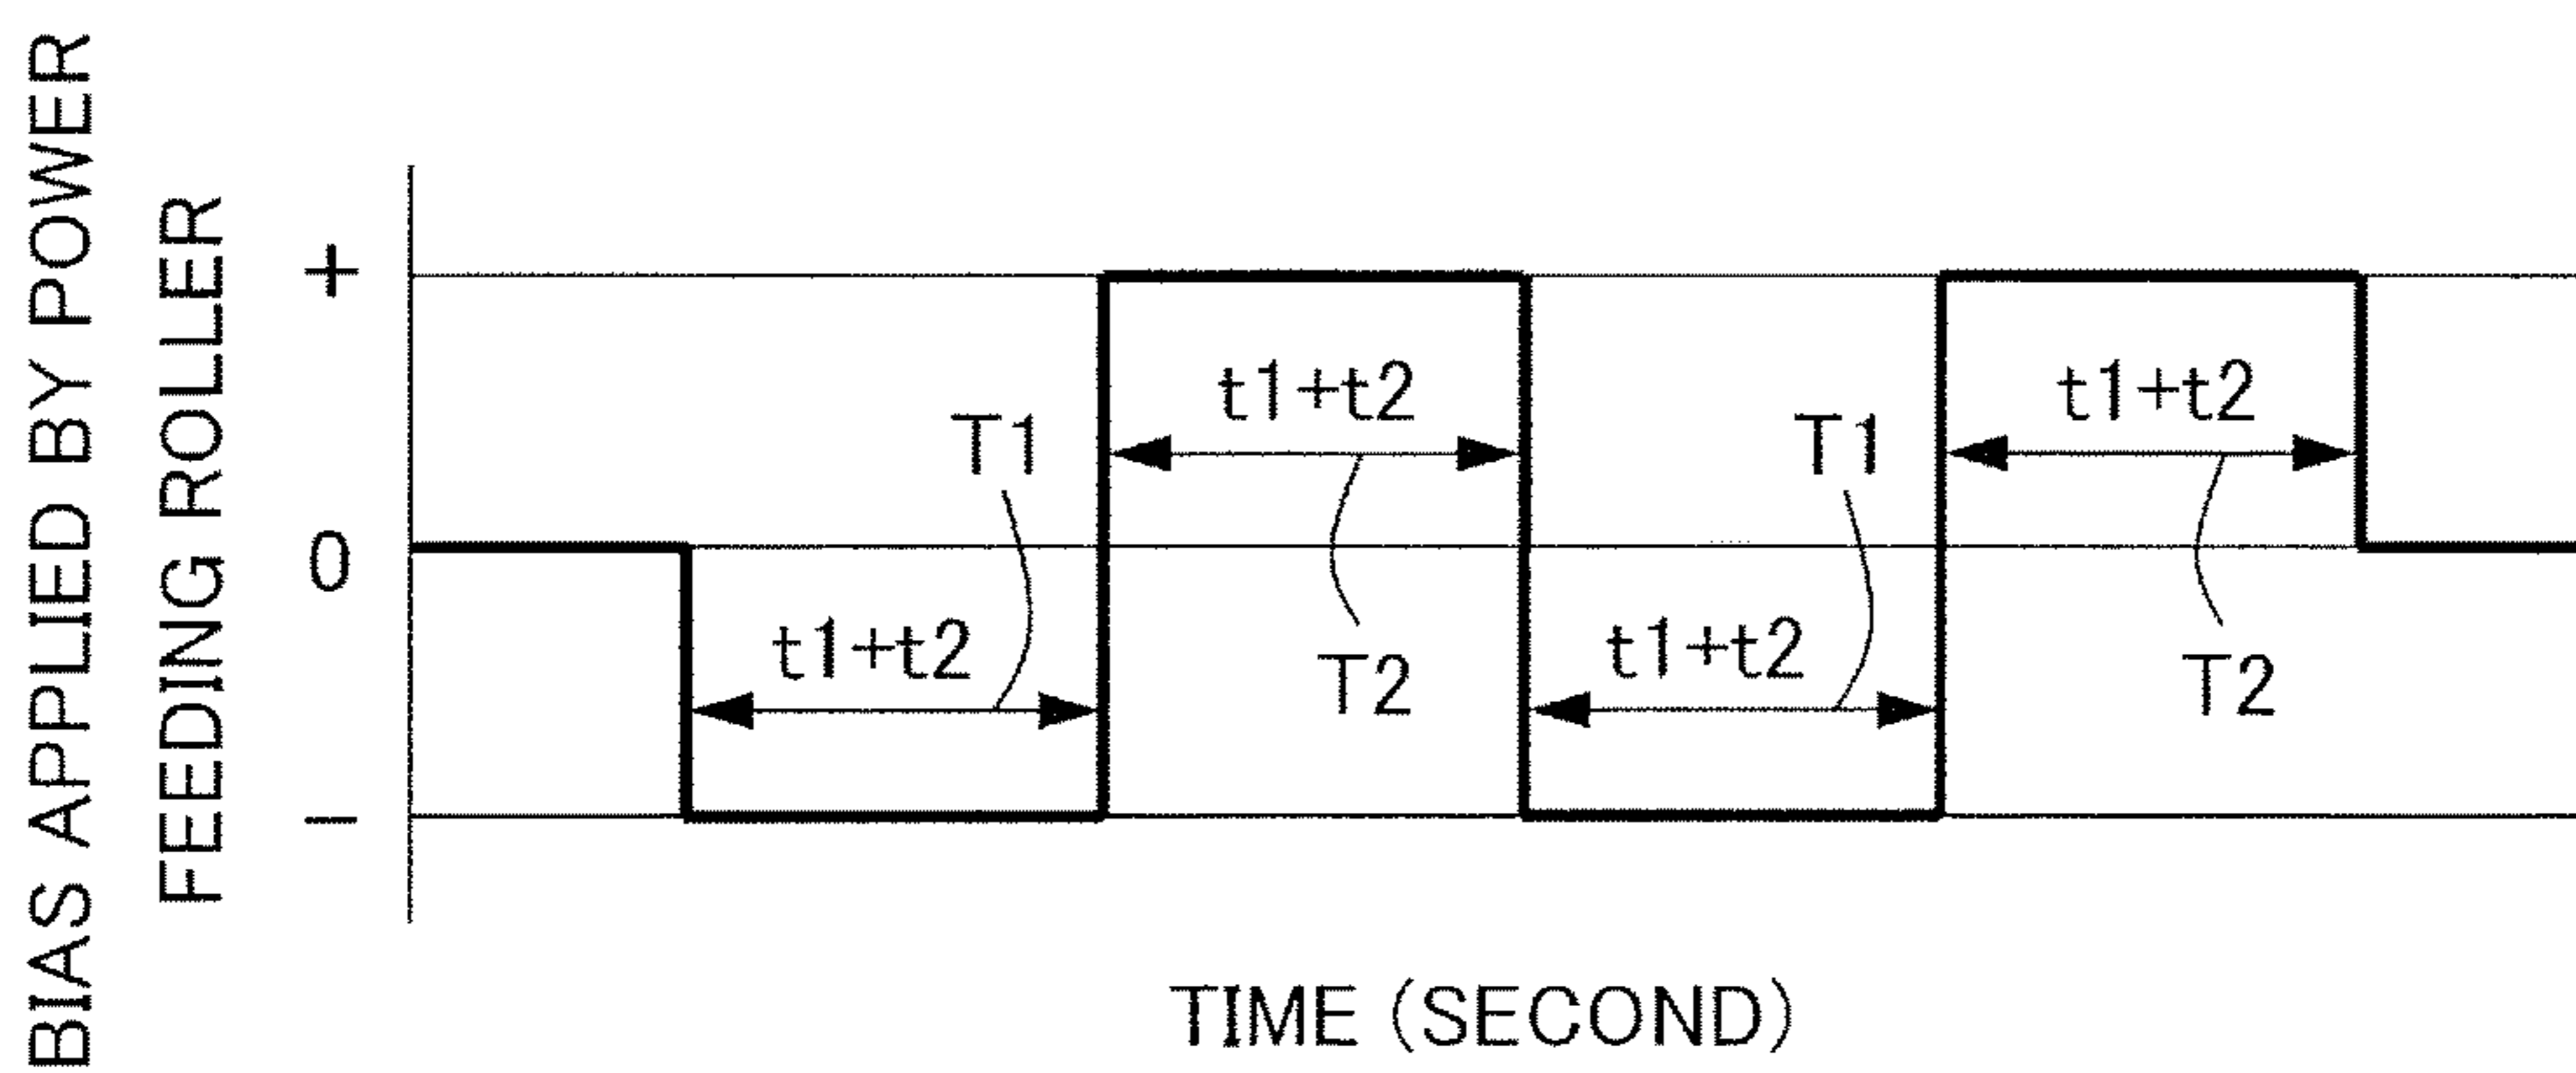 BIAS APPLIED BY POWER
FEEDING ROLLER
+
0
−
t1+t2
T1
t1+t2
T2
t1+t2
T1
t1+t2
T2
TIME (SECOND)